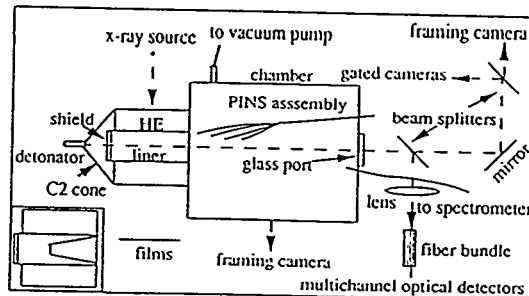 x-ray source
to vacuum pump
framing camera
chamber
gated cameras
shield
HE
PINS asssembly
beam splitters
detonator
liner
glass port
mirror
C2 cone
lens
to spectrometer
films
framing camera
fiber bundle
multichannel optical detectors